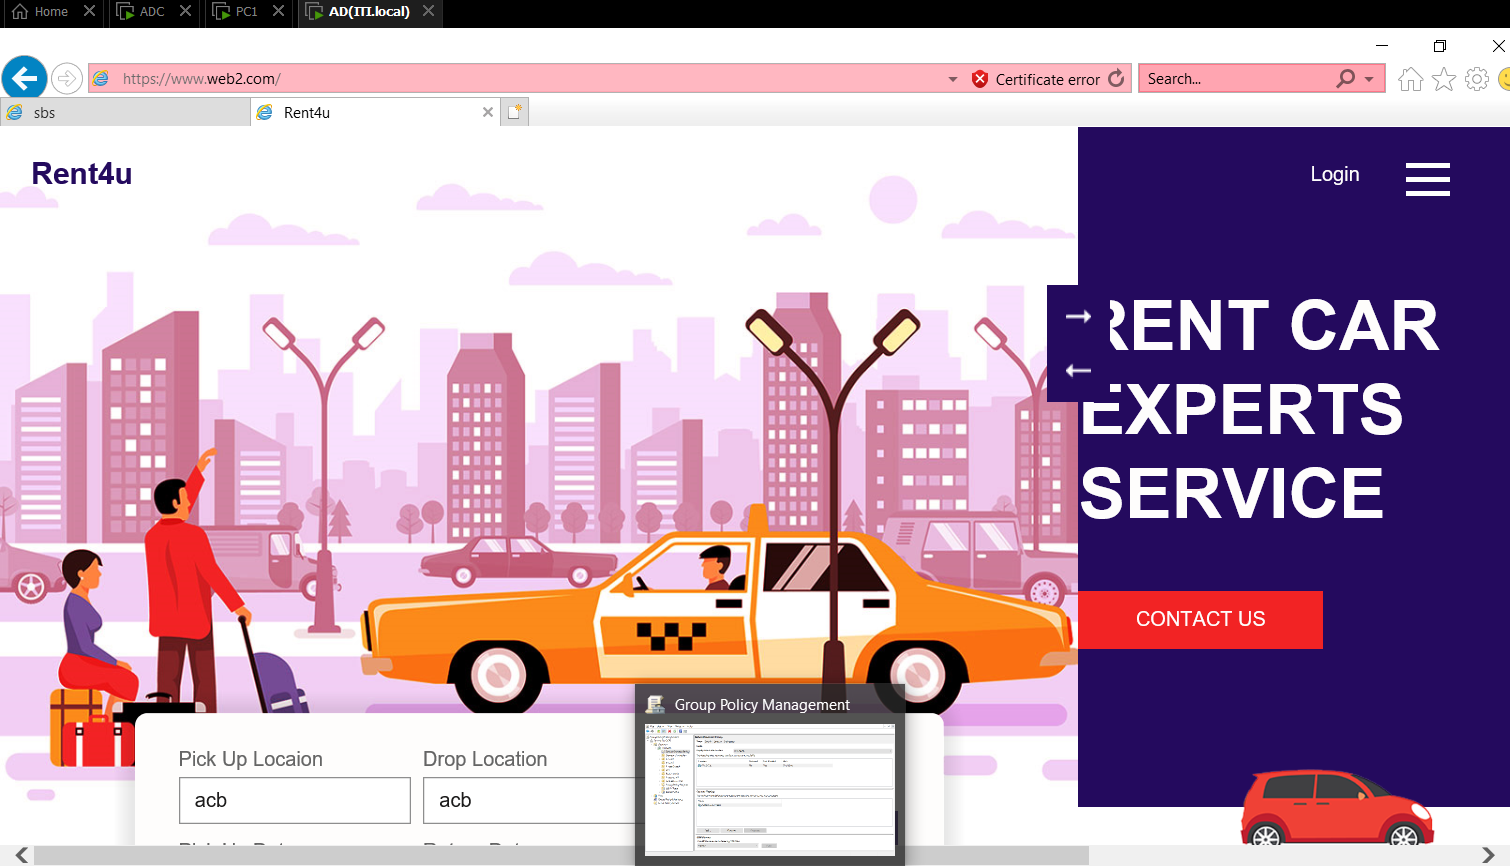 Home
ADC
PC1
AD(ITI.local)
https://www.web2.com/
Certificate error
Search...
sbs
Rent4u
Rent4u
Login
RENT CAR
EXPERTS
SERVICE
CONTACT US
Group Policy Management
Pick Up Locaion
Drop Location
acb
acb